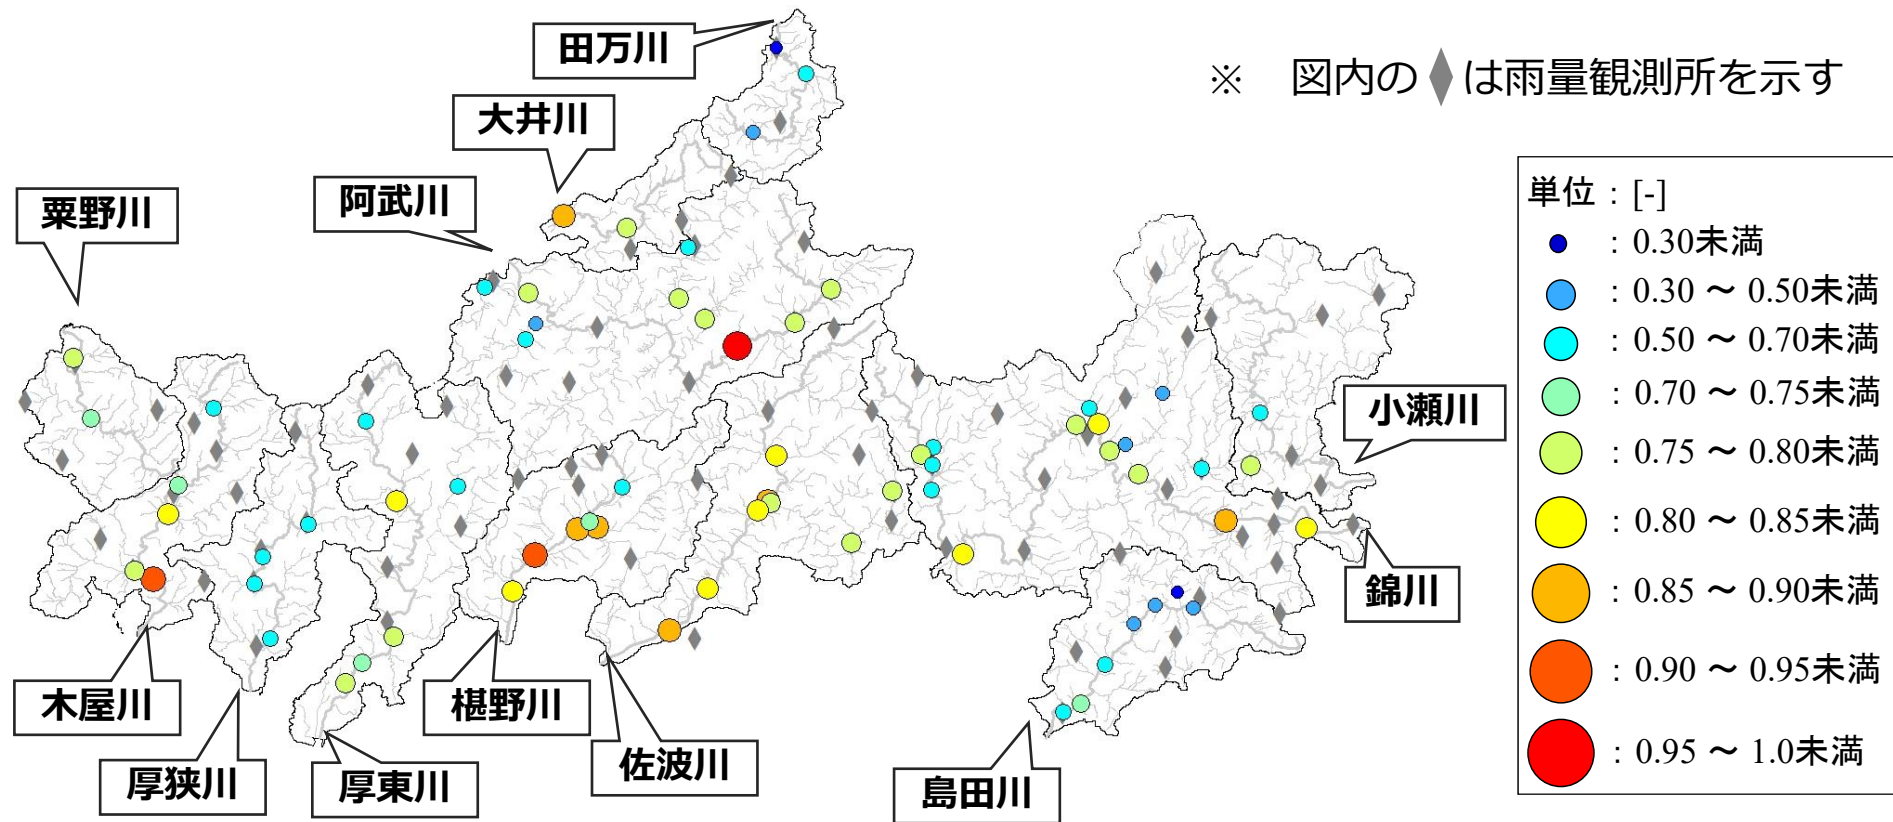 田万川
※ 図内の♦は雨量観測所を示す
大井川
阿武川
粟野川
単位：[-]
：0.30未満
：0.30 ～ 0.50未満
：0.50 ～ 0.70未満
：0.70 ～ 0.75未満
：0.75 ～ 0.80未満
：0.80 ～ 0.85未満
：0.85 ～ 0.90未満
：0.90 ～ 0.95未満
：0.95 ～ 1.0未満
小瀬川
錦川
木屋川
椹野川
佐波川
厚狭川
厚東川
島田川